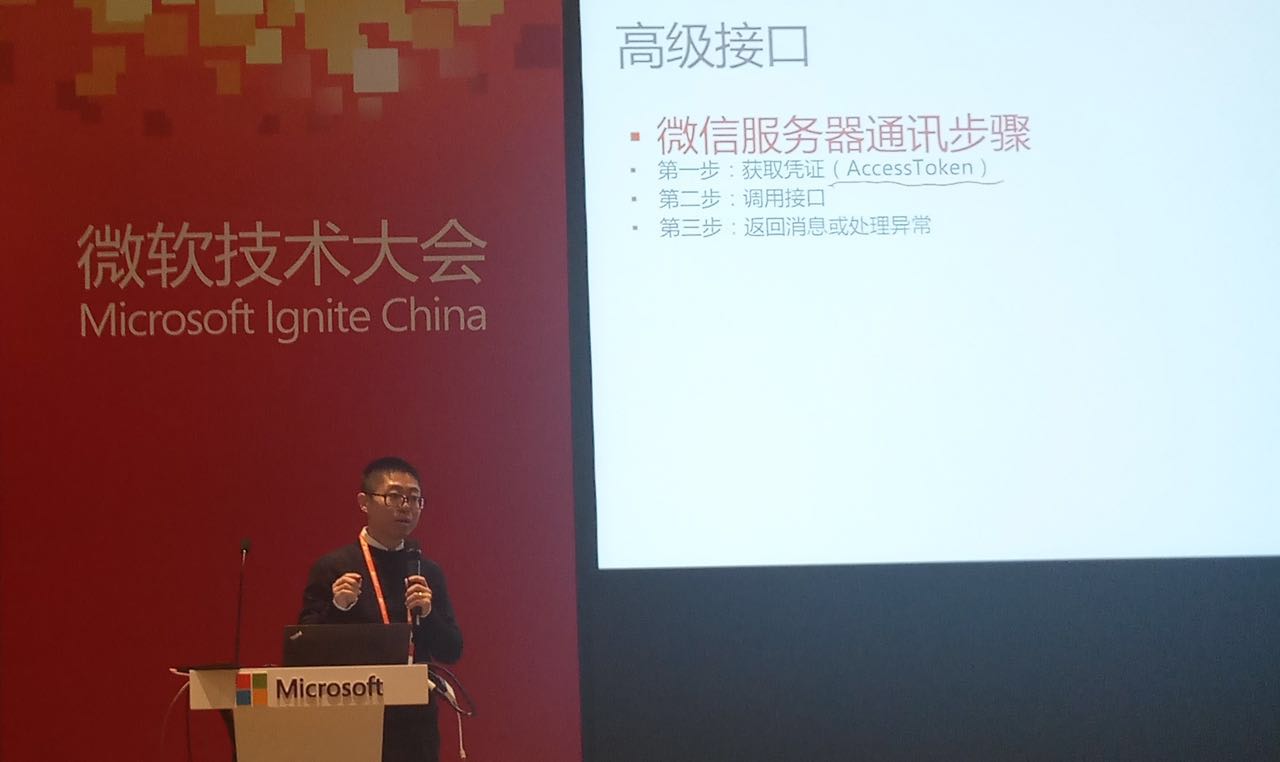 微软技术大会
Microsoft Ignite China
Microsoft
高级接口
▪ 微信服务器通讯步骤
▪ 第一步：获取凭证（AccessToken）
▪ 第二步：调用接口
▪ 第三步：返回消息或处理异常